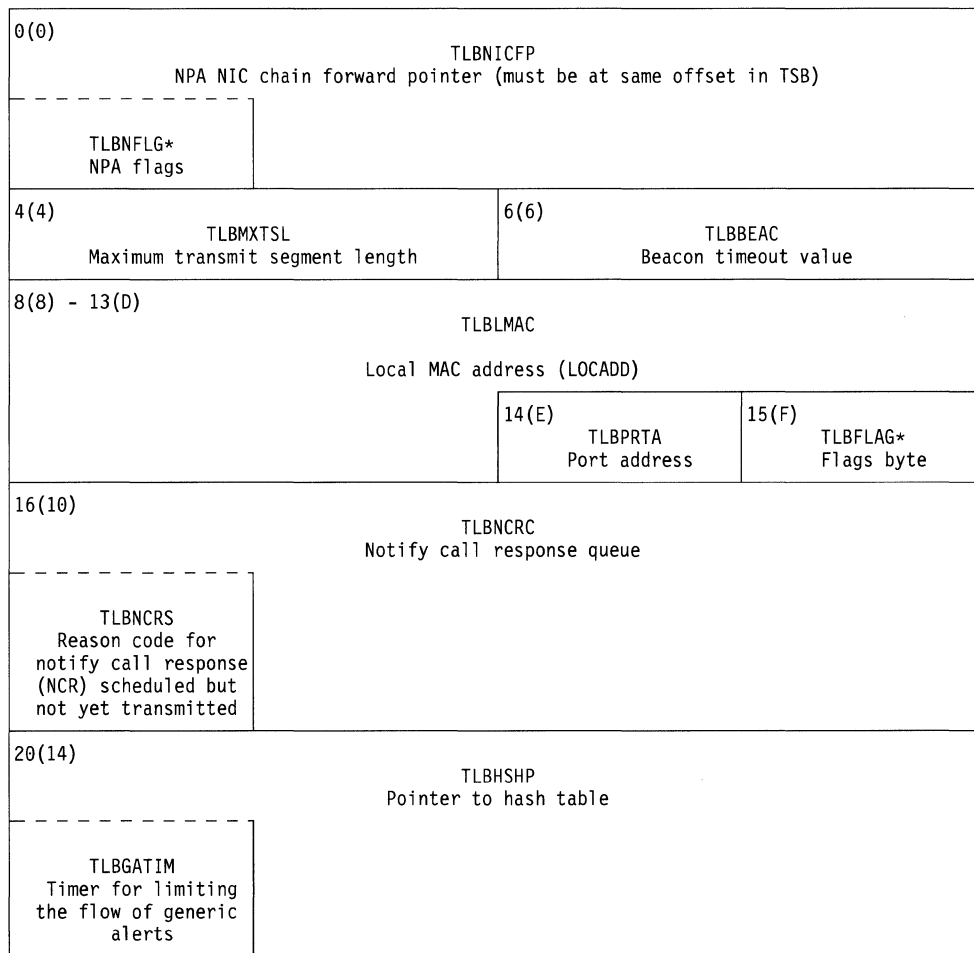 0(0)
TLBNICFP
NPA NIC chain forward pointer (must be at same offset in TSB)
TLBNFLG*
NPA flags
4(4)
TLBMXTSL
Maximum transmit segment length
6(6)
TLBBEAC
Beacon timeout value
8(8) - 13(D)
TLBLMAC
Local MAC address (LOCADD)
14(E)
TLBPRTA
Port address
15(F)
TLBFLAG*
Flags byte
16(10)
TLBNCRC
Notify call response queue
TLBNCRS
Reason code for
notify call response
(NCR) scheduled but
not yet transmitted
20(14)
TLBHSHP
Pointer to hash table
TLBGATIM
Timer for limiting
the flow of generic
alerts